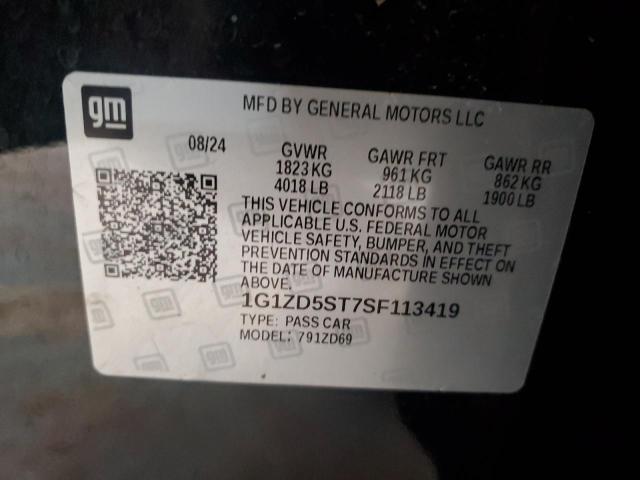 gm
MFD BY GENERAL MOTORS LLC
08/24 GVWR GAWR FRT GAWR RR
1823 KG 961 KG 862 KG
4018 LB 2118 LB 1900 LB
THIS VEHICLE CONFORMS TO ALL
APPLICABLE U.S. FEDERAL MOTOR
VEHICLE SAFETY, BUMPER, AND THEFT
PREVENTION STANDARDS IN EFFECT ON
THE DATE OF MANUFACTURE SHOWN
ABOVE.
1G1ZD5ST7SF113419
TYPE: PASS CAR
MODEL: 791ZD69